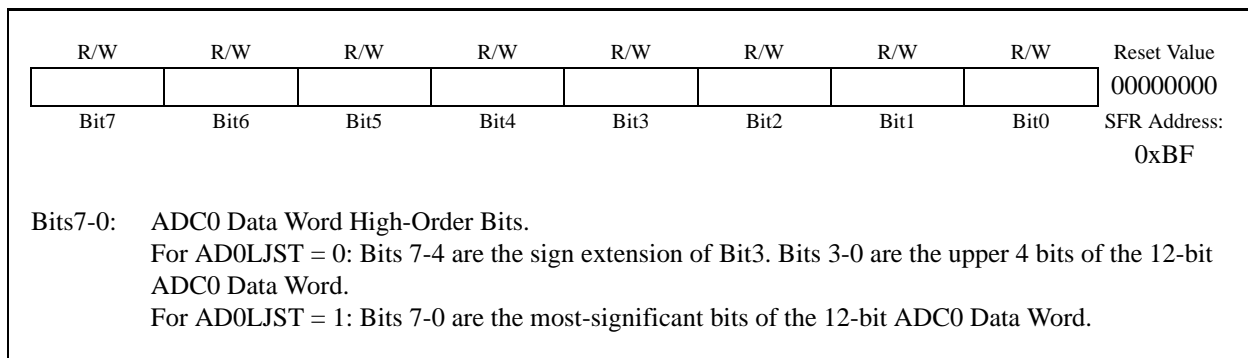 R/W R/W R/W R/W R/W R/W R/W R/W Reset Value
00000000
Bit7 Bit6 Bit5 Bit4 Bit3 Bit2 Bit1 Bit0 SFR Address:
0xBF
Bits7-0: ADC0 Data Word High-Order Bits.
For AD0LJST = 0: Bits 7-4 are the sign extension of Bit3. Bits 3-0 are the upper 4 bits of the 12-bit
ADC0 Data Word.
For AD0LJST = 1: Bits 7-0 are the most-significant bits of the 12-bit ADC0 Data Word.